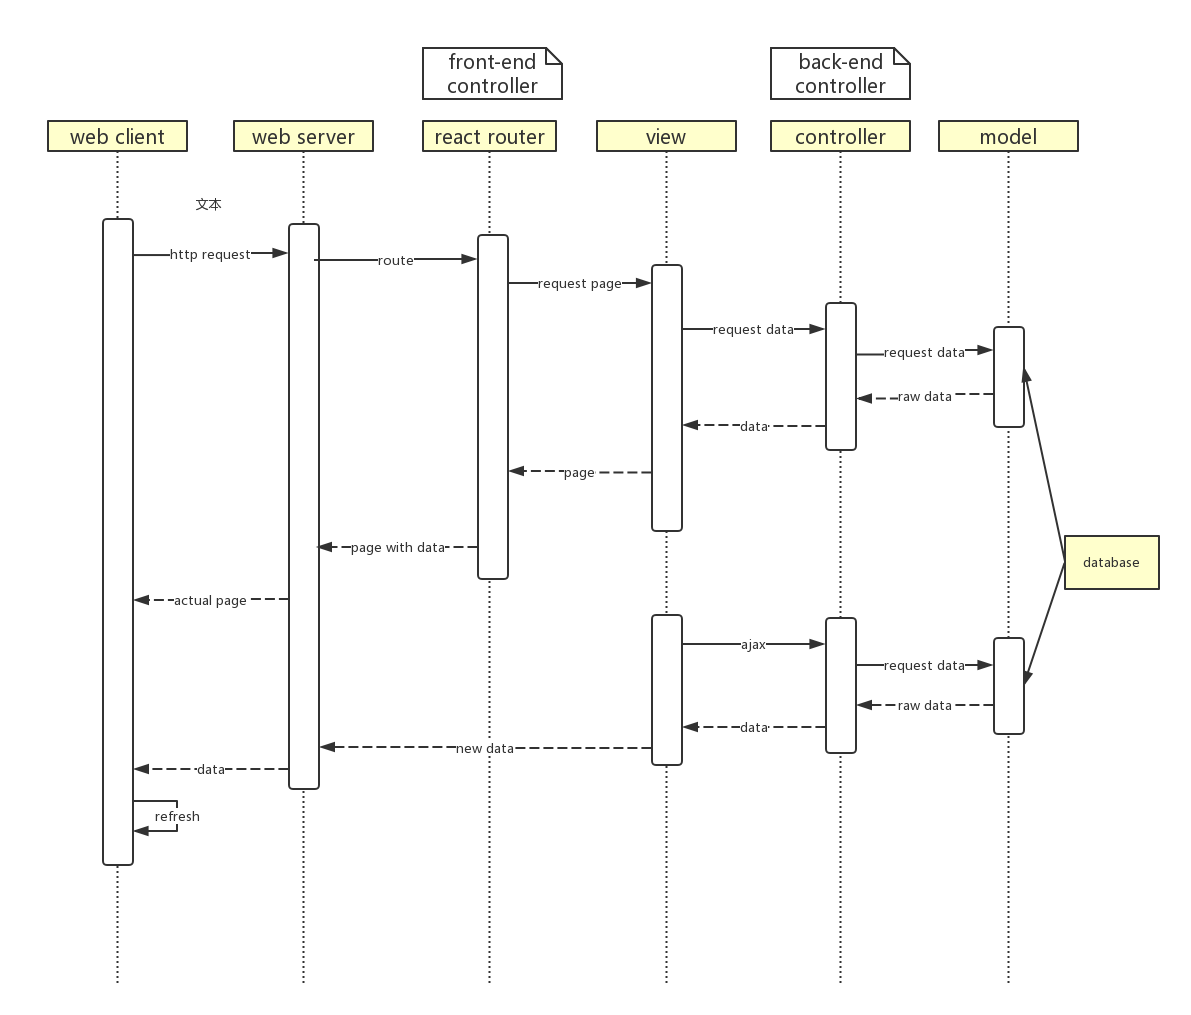 front-end
controller
back-end
controller
web client
web server
react router
view
controller
model
文本
http request
route
request page
request data
request data
raw data
data
page
page with data
database
actual page
ajax
request data
raw data
data
new data
data
refresh